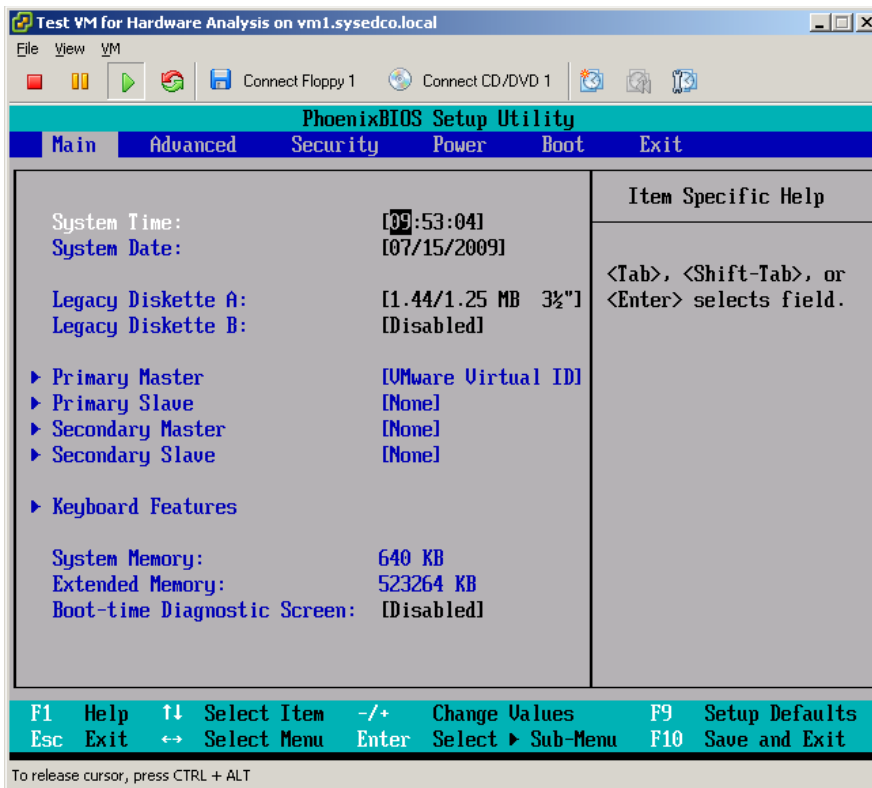 Test VM for Hardware Analysis on vm1.sysedco.local
File View VM
Connect Floppy 1 Connect CD/DVD 1
PhoenixBIOS Setup Utility
Main Advanced Security Power Boot Exit
Item Specific Help
System Time: [09:53:04]
System Date: [07/15/2009]
<Tab>, <Shift-Tab>, or
<Enter> selects field.
Legacy Diskette A: [1.44/1.25 MB 3½"]
Legacy Diskette B: [Disabled]
Primary Master [VMware Virtual ID]
Primary Slave [None]
Secondary Master [None]
Secondary Slave [None]
Keyboard Features
System Memory: 640 KB
Extended Memory: 523264 KB
Boot-time Diagnostic Screen: [Disabled]
F1 Help ↑↓ Select Item -/+ Change Values F9 Setup Defaults
Esc Exit ↔ Select Menu Enter Select ▶ Sub-Menu F10 Save and Exit
To release cursor, press CTRL + ALT